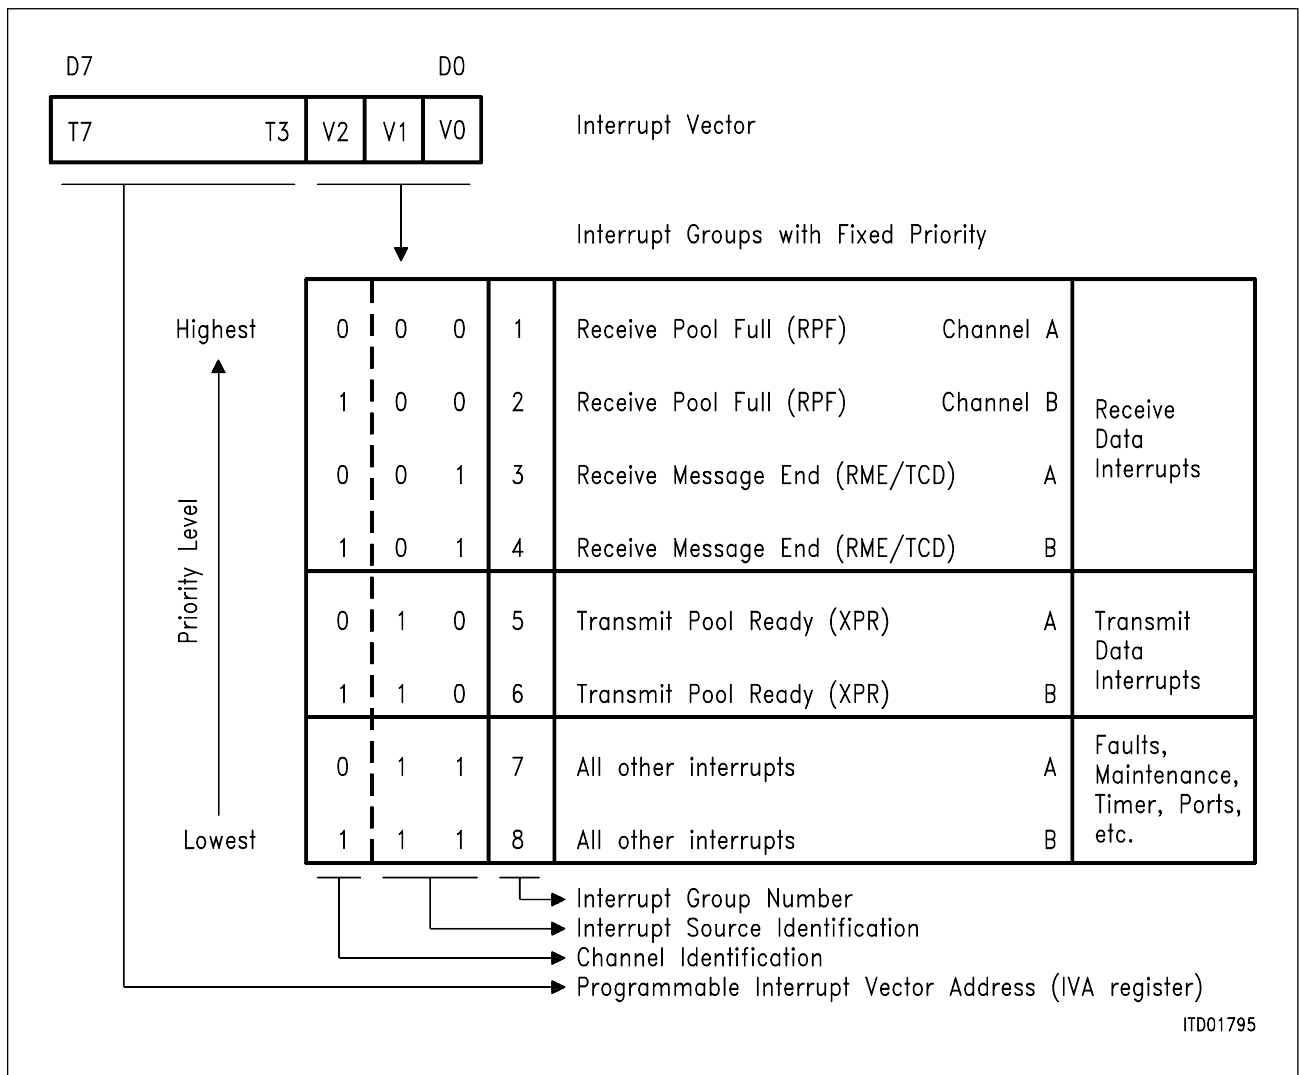 D7 D0
T7 T3 V2 V1 V0 Interrupt Vector
Interrupt Groups with Fixed Priority
Highest 0 0 0 1 Receive Pool Full (RPF) Channel A
1 0 0 2 Receive Pool Full (RPF) Channel B
0 0 1 3 Receive Message End (RME/TCD) A
1 0 1 4 Receive Message End (RME/TCD) B
Receive
Data
Interrupts
Priority Level
0 1 0 5 Transmit Pool Ready (XPR) A
1 1 0 6 Transmit Pool Ready (XPR) B
Transmit
Data
Interrupts
0 1 1 7 All other interrupts A
Lowest 1 1 1 8 All other interrupts B
Faults,
Maintenance,
Timer, Ports,
etc.
Interrupt Group Number
Interrupt Source Identification
Channel Identification
Programmable Interrupt Vector Address (IVA register)
ITD01795